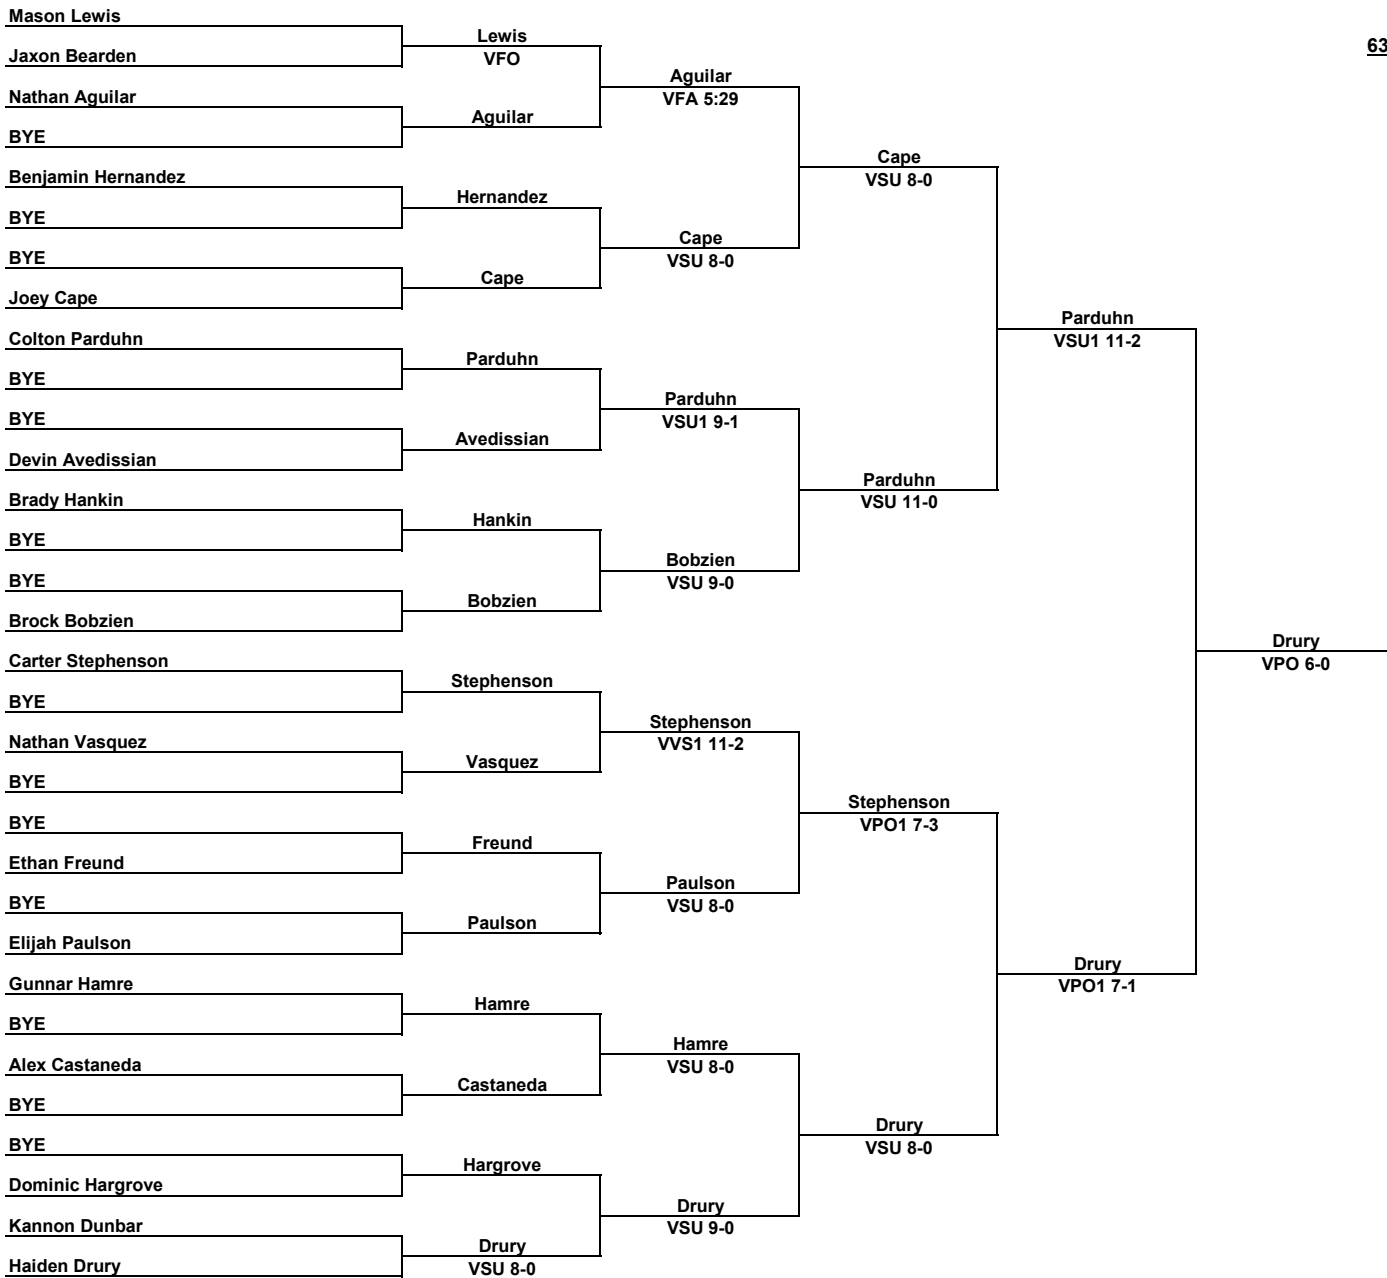 Mason Lewis
Jaxon Bearden
Nathan Aguilar
BYE
Benjamin Hernandez
BYE
BYE
Joey Cape
Colton Parduhn
BYE
BYE
Devin Avedissian
Brady Hankin
BYE
BYE
Brock Bobzien
Carter Stephenson
BYE
Nathan Vasquez
BYE
BYE
Ethan Freund
BYE
Elijah Paulson
Gunnar Hamre
BYE
Alex Castaneda
BYE
BYE
Dominic Hargrove
Kannon Dunbar
Haiden Drury
Lewis
VFO
Aguilar
Hernandez
Cape
Parduhn
Avedissian
Hankin
Bobzien
Stephenson
Vasquez
Freund
Paulson
Hamre
Castaneda
Hargrove
Drury
VSU 8-0
Aguilar
VFA 5:29
Cape
VSU 8-0
Parduhn
VSU1 9-1
Bobzien
VSU 9-0
Stephenson
VVS1 11-2
Paulson
VSU 8-0
Hamre
VSU 8-0
Drury
VSU 9-0
Cape
VSU 8-0
Parduhn
VSU 11-0
Stephenson
VPO1 7-3
Drury
VSU 8-0
Parduhn
VSU1 11-2
Drury
VPO1 7-1
Drury
VPO 6-0
63